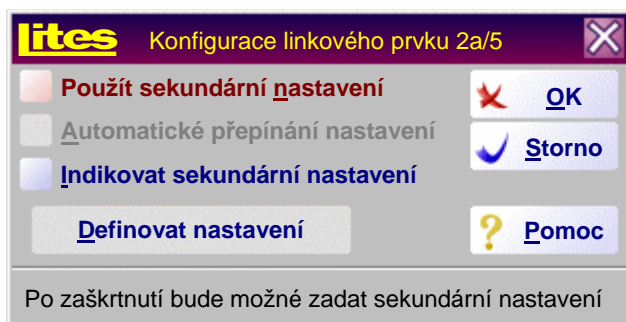 Lites Konfigurace linkového prvku 2a/5
Použít sekundární nastavení
OK
Automatické přepínání nastavení
Storno
Indikovat sekundární nastavení
Definovat nastavení
? Pomoc
Po zaškrtnutí bude možné zadat sekundární nastavení